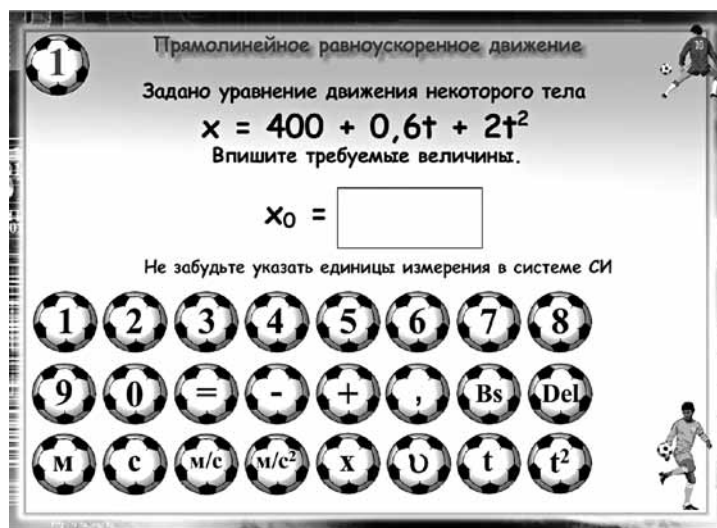 1
Прямолинейное равноускоренное движение
Задано уравнение движения некоторого тела
x = 400 + 0,6t + 2t²
Впишите требуемые величины.
x₀ =
Не забудьте указать единицы измерения в системе СИ
1 2 3 4 5 6 7 8
9 0 = - + , Bs Del
м с м/с м/с² x υ t t²